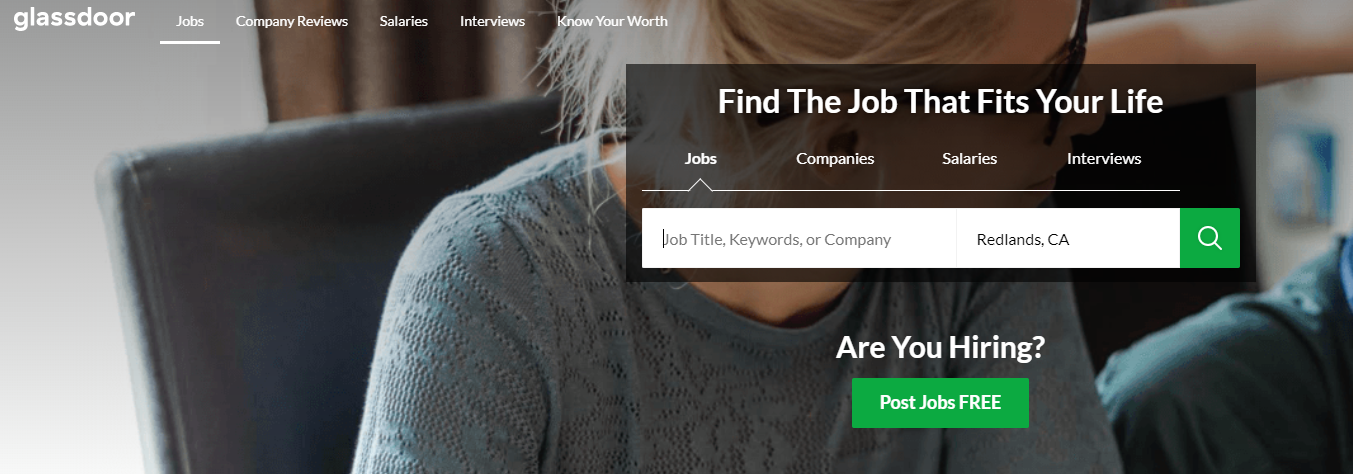 glassdoor
Jobs Company Reviews Salaries Interviews Know Your Worth
Find The Job That Fits Your Life
Jobs Companies Salaries Interviews
Job Title, Keywords, or Company Redlands, CA
Are You Hiring?
Post Jobs FREE